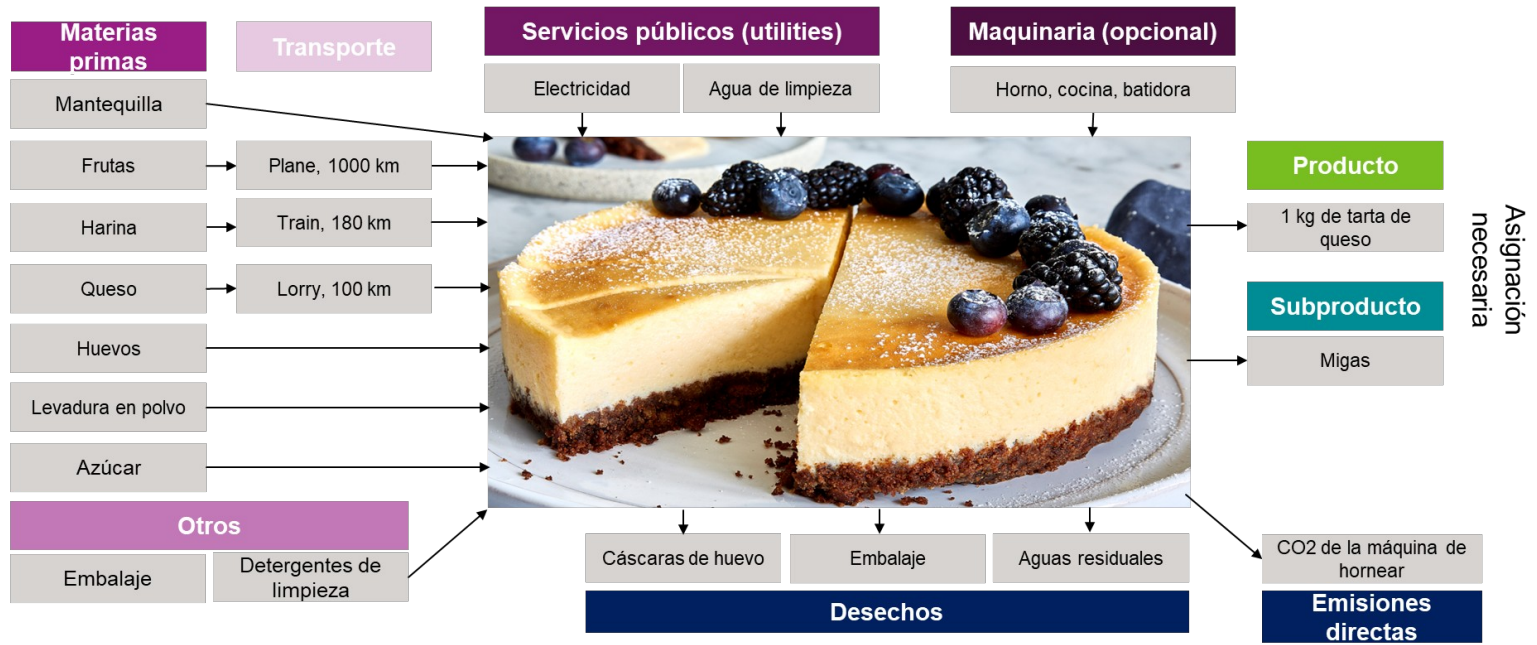 Materias
primas
Transporte
Servicios públicos (utilities)
Maquinaria (opcional)
Mantequilla
Electricidad
Agua de limpieza
Horno, cocina, batidora
Frutas
Plane, 1000 km
Producto
Harina
Train, 180 km
1 kg de tarta de
queso
Asignación
necesaria
Queso
Lorry, 100 km
Subproducto
Huevos
Migas
Levadura en polvo
Azúcar
Otros
Embalaje
Detergentes de
limpieza
Cáscaras de huevo
Embalaje
Aguas residuales
CO2 de la máquina de
hornear
Desechos
Emisiones
directas